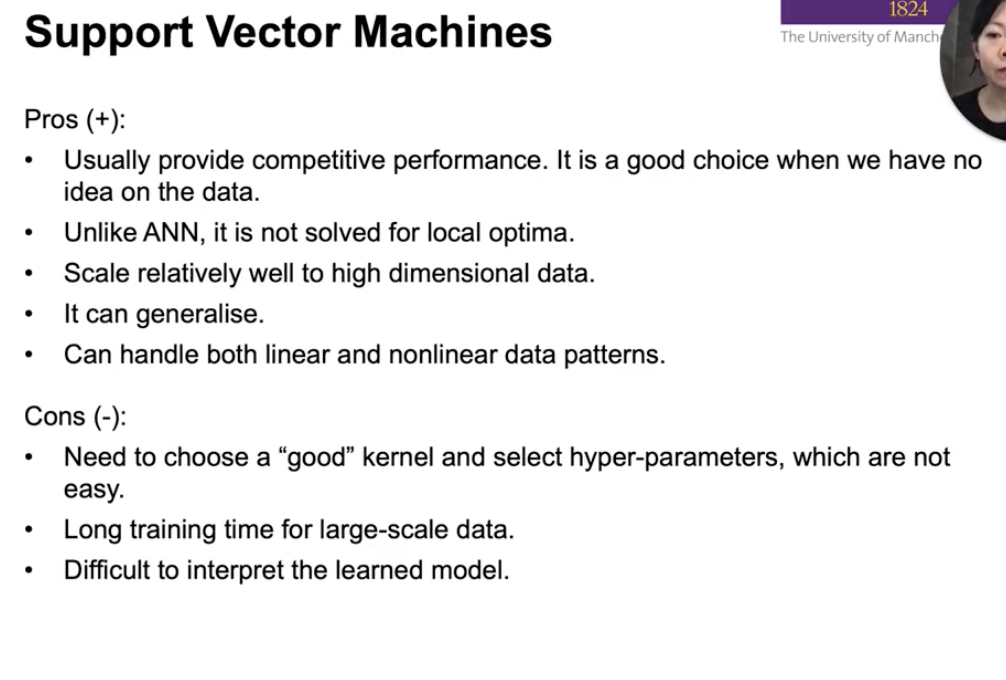 Support Vector Machines
1824
The University of Manch
Pros (+):
• Usually provide competitive performance. It is a good choice when we have no
idea on the data.
• Unlike ANN, it is not solved for local optima.
• Scale relatively well to high dimensional data.
• It can generalise.
• Can handle both linear and nonlinear data patterns.
Cons (-):
• Need to choose a “good” kernel and select hyper-parameters, which are not
easy.
• Long training time for large-scale data.
• Difficult to interpret the learned model.